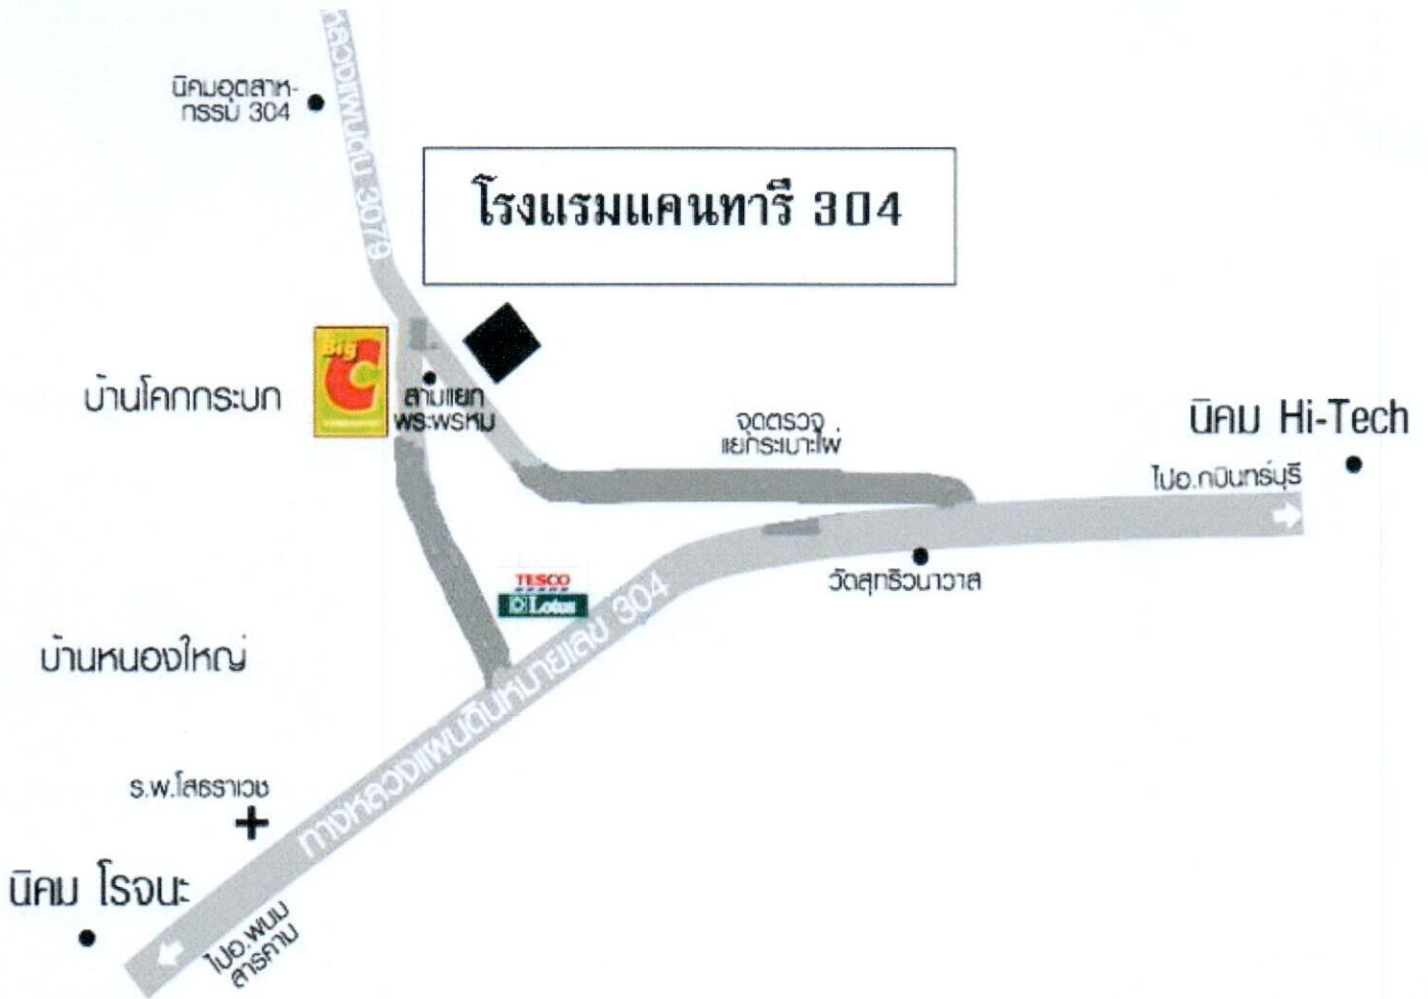 ทางหลวงแผ่นดิน 3079
นิคมอุตสาห-
กรรม 304
โรงแรมแคนทารี 304
Big C
บ้านโคกกระบก
สามแยก
พระพรหม
จุดตรวจ
แยกระเบาะไผ่
นิคม Hi-Tech
ไปอ.กบินทร์บุรี
วัดสุทธิวนาวาส
TESCO
Lotus
ทางหลวงแผ่นดินหมายเลข 304
บ้านหนองใหญ่
ร.พ.โสธราเวช
นิคม โรจนะ
ไปอ.พนม
สารคาม